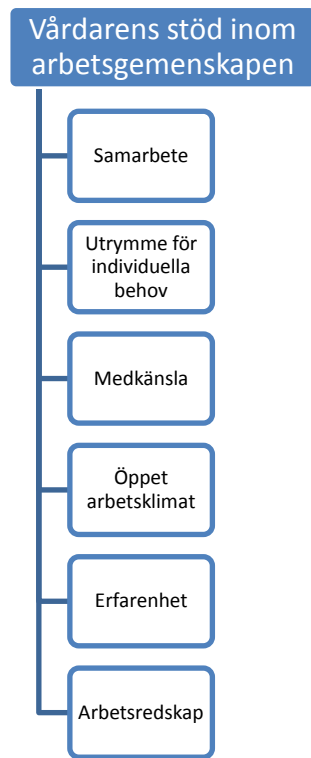 Vårdarens stöd inom
arbetsgemenskapen
Samarbete
Utrymme för
individuella
behov
Medkänsla
Öppet
arbetsklimat
Erfarenhet
Arbetsredskap